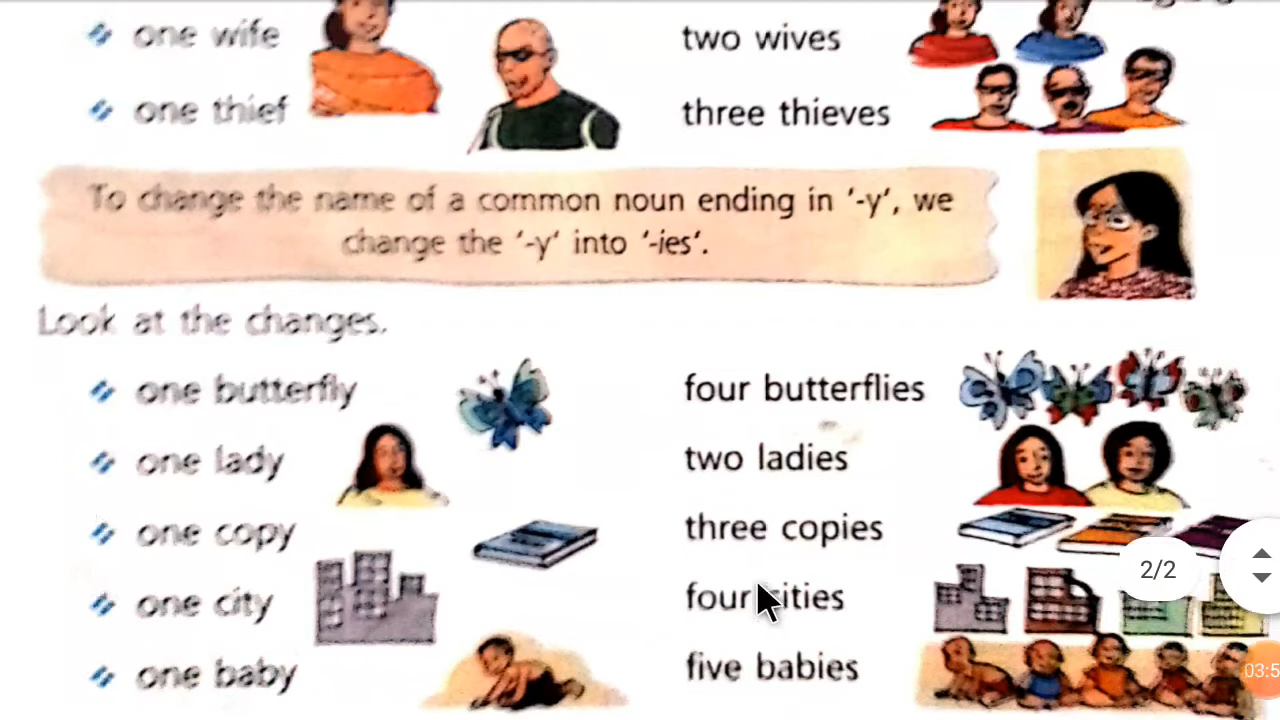 one wife two wives
one thief three thieves
To change the name of a common noun ending in '-y', we
change the '-y' into '-ies'.
Look at the changes.
one butterfly four butterflies
one lady two ladies
one copy three copies
2/2
one city four cities
one baby five babies
03:5